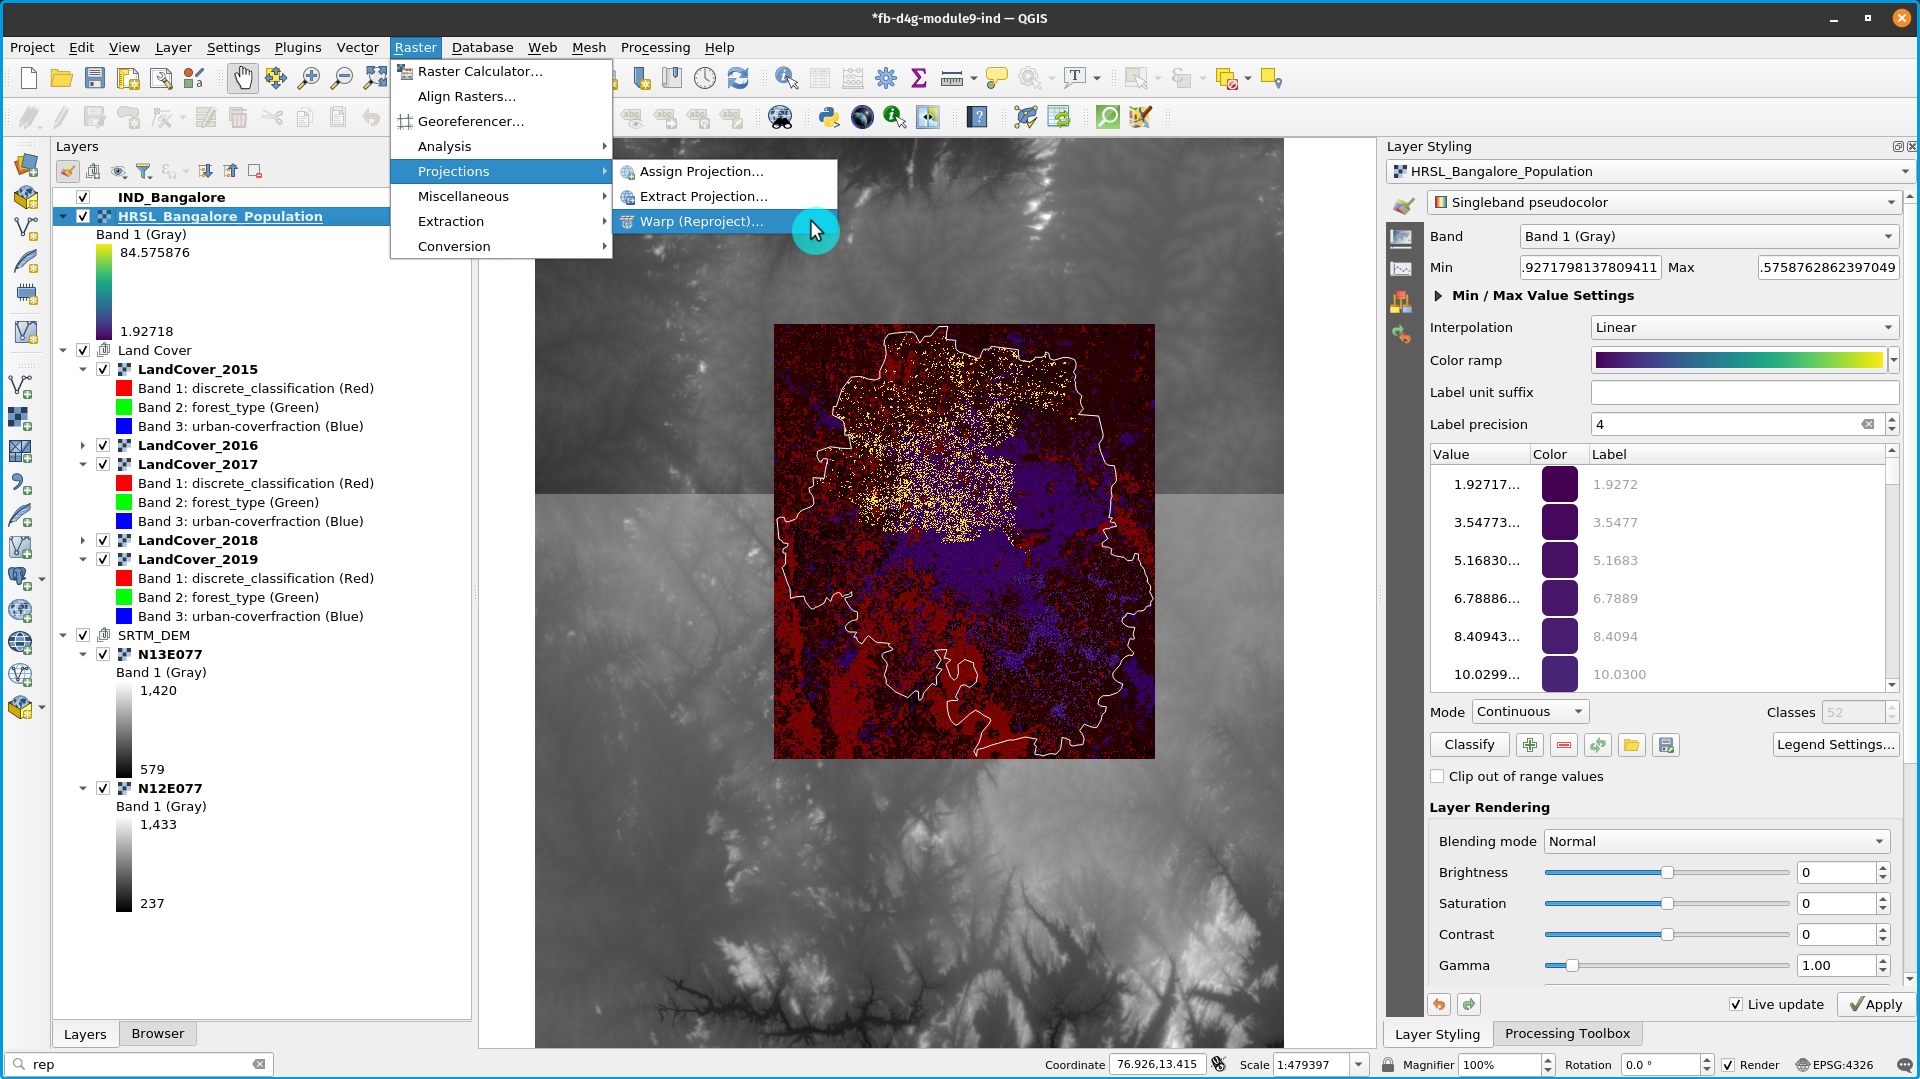 *fb-d4g-module9-ind — QGIS
Project Edit View Layer Settings Plugins Vector Raster Database Web Mesh Processing Help
Raster Calculator...
Align Rasters...
Georeferencer...
Analysis
Projections
Miscellaneous
Extraction
Conversion
Assign Projection...
Extract Projection...
Warp (Reproject)...
Layers
IND_Bangalore
HRSL_Bangalore_Population
Band 1 (Gray)
84.575876
1.92718
Land Cover
LandCover_2015
Band 1: discrete_classification (Red)
Band 2: forest_type (Green)
Band 3: urban-coverfraction (Blue)
LandCover_2016
LandCover_2017
Band 1: discrete_classification (Red)
Band 2: forest_type (Green)
Band 3: urban-coverfraction (Blue)
LandCover_2018
LandCover_2019
Band 1: discrete_classification (Red)
Band 2: forest_type (Green)
Band 3: urban-coverfraction (Blue)
SRTM_DEM
N13E077
Band 1 (Gray)
1,420
579
N12E077
Band 1 (Gray)
1,433
237
Layers Browser
Layer Styling
HRSL_Bangalore_Population
Singleband pseudocolor
Band Band 1 (Gray)
Min .9271798137809411 Max .5758762862397049
Min / Max Value Settings
Interpolation Linear
Color ramp
Label unit suffix
Label precision 4
Value Color Label
1.92717... 1.9272
3.54773... 3.5477
5.16830... 5.1683
6.78886... 6.7889
8.40943... 8.4094
10.0299... 10.0300
Mode Continuous Classes 52
Classify Legend Settings...
Clip out of range values
Layer Rendering
Blending mode Normal
Brightness 0
Saturation 0
Contrast 0
Gamma 1.00
Live update Apply
Layer Styling Processing Toolbox
rep Coordinate 76.926,13.415 Scale 1:479397 Magnifier 100% Rotation 0.0 ° Render EPSG:4326